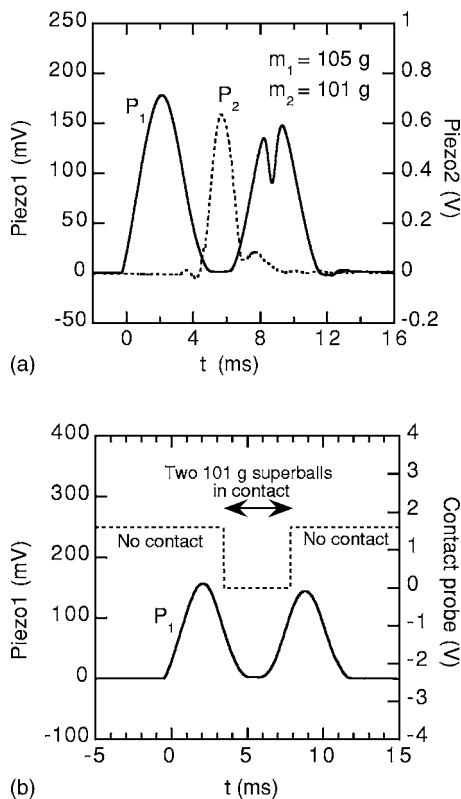 250
200
150
100
50
0
-50
Piezo1 (mV)
1
0.8
0.6
0.4
0.2
0
-0.2
Piezo2 (V)
m1 = 105 g
m2 = 101 g
P1
P2
0 4 8 12 16
t (ms)
(a)
400
300
200
100
0
-100
Piezo1 (mV)
4
3
2
1
0
-1
-2
-3
-4
Contact probe (V)
Two 101 g superballs
in contact
No contact
No contact
P1
-5 0 5 10 15
t (ms)
(b)